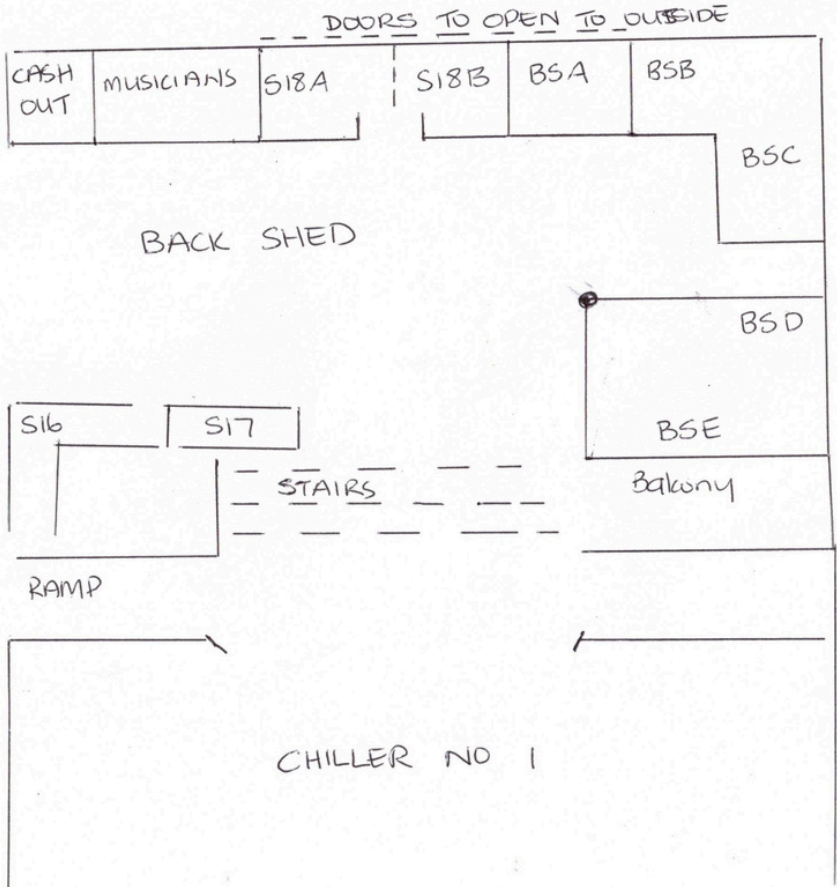 DOORS TO OPEN TO OUTSIDE
CASH
OUT
MUSICIANS
S18A
S18B
BSA
BSB
BSC
BACK SHED
BSD
S16
S17
BSE
STAIRS
Balcony
RAMP
CHILLER NO 1